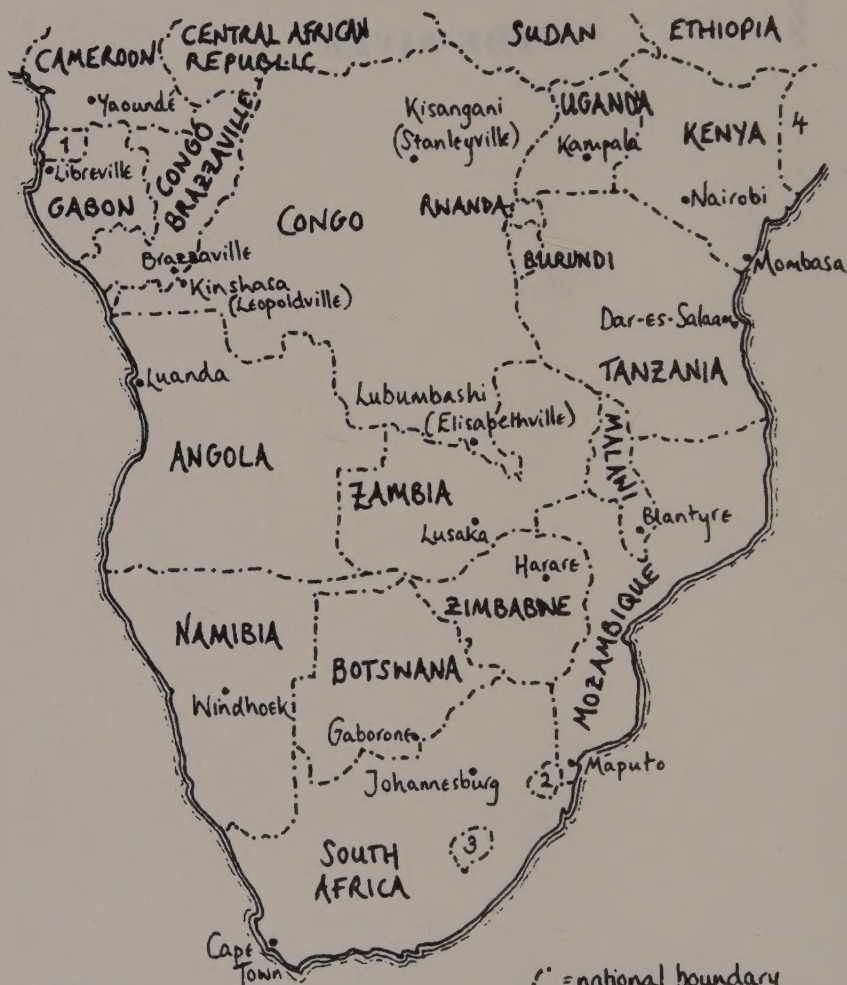 CENTRAL AFRICAN
REPUBLIC
SUDAN
ETHIOPIA
CAMEROON
Yaoundé
CONGO
BRAZZAVILLE
Kisangani
(Stanleyville)
UGANDA
Kampala
KENYA
4
1
Libreville
GABON
CONGO
RWANDA
Nairobi
Brazzaville
BURUNDI
Mombasa
Kinshasa
(Leopoldville)
Dar-es-Salaam
Luanda
TANZANIA
Lubumbashi
(Elisabethville)
MALAWI
ANGOLA
ZAMBIA
Lusaka
Blantyre
Harare
ZIMBABWE
MOZAMBIQUE
NAMIBIA
BOTSWANA
Windhoek
Gaborone
Johannesburg
2
Maputo
3
SOUTH
AFRICA
Cape
Town
= national boundary